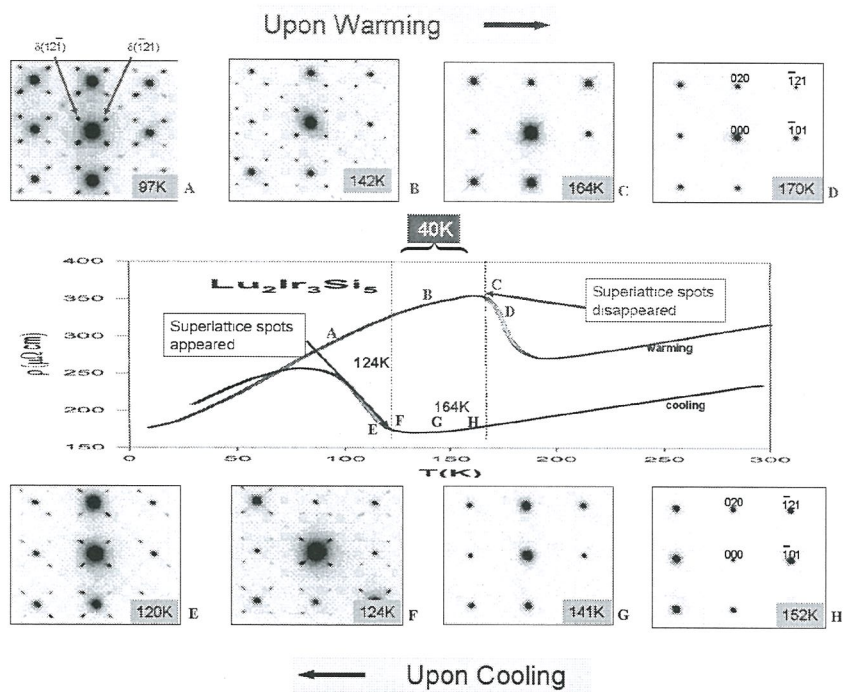 Upon Warming
δ(121̄) δ(1̄21)
97K A
142K B
164K C
020 1̄21
000 1̄01
170K D
40K
400
350
300
250
200
150
ρ(μΩcm)
Lu2Ir3Si5
Superlattice spots
appeared
Superlattice spots
disappeared
A
B
C
D
E
F
G
H
124K
164K
warming
cooling
0 50 100 150 200 250 300
T(K)
120K E
124K F
141K G
020 1̄21
000 1̄01
152K H
Upon Cooling